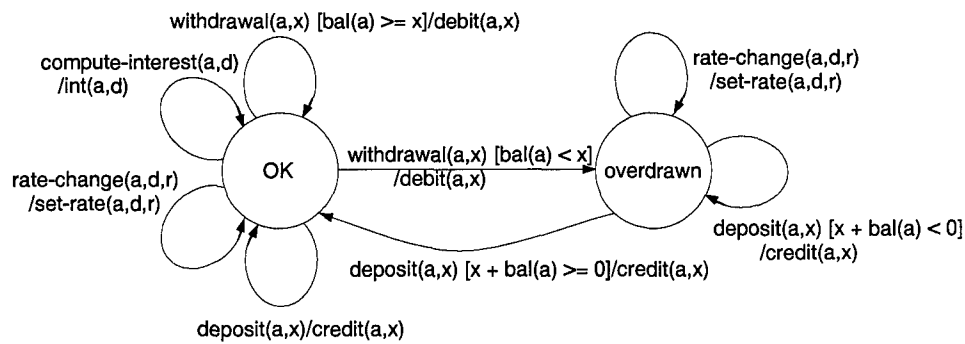 withdrawal(a,x) [bal(a) >= x]/debit(a,x)
compute-interest(a,d)
/int(a,d)
rate-change(a,d,r)
/set-rate(a,d,r)
OK
withdrawal(a,x) [bal(a) < x]
/debit(a,x)
overdrawn
rate-change(a,d,r)
/set-rate(a,d,r)
deposit(a,x) [x + bal(a) < 0]
/credit(a,x)
deposit(a,x) [x + bal(a) >= 0]/credit(a,x)
deposit(a,x)/credit(a,x)